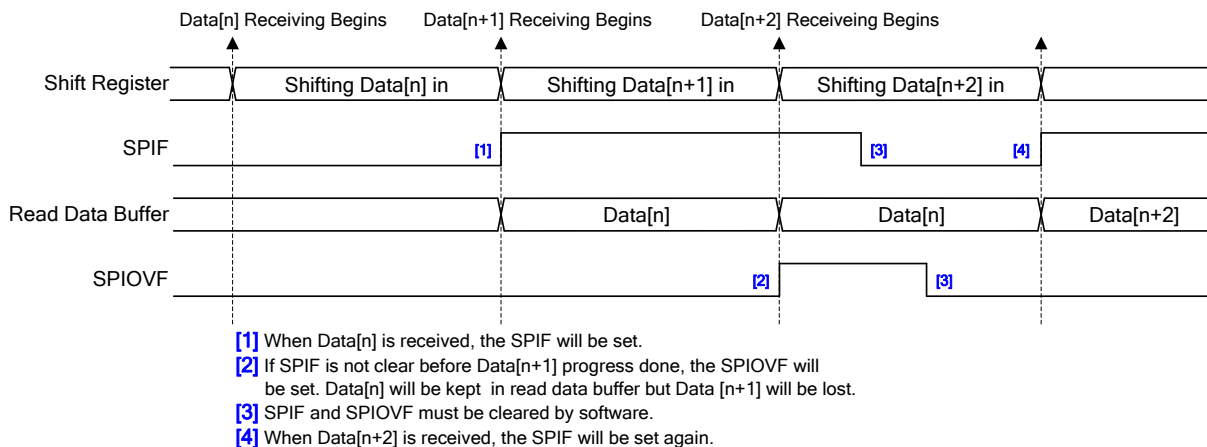 Data[n] Receiving Begins Data[n+1] Receiving Begins Data[n+2] Receiveing Begins
Shift Register Shifting Data[n] in Shifting Data[n+1] in Shifting Data[n+2] in
SPIF [1] [3] [4]
Read Data Buffer Data[n] Data[n] Data[n+2]
SPIOVF [2] [3]
[1] When Data[n] is received, the SPIF will be set.
[2] If SPIF is not clear before Data[n+1] progress done, the SPIOVF will
be set. Data[n] will be kept in read data buffer but Data [n+1] will be lost.
[3] SPIF and SPIOVF must be cleared by software.
[4] When Data[n+2] is received, the SPIF will be set again.